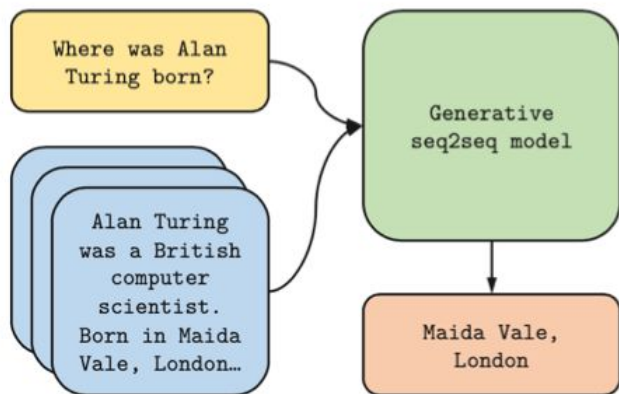 Where was Alan
Turing born?
Generative
seq2seq model
Alan Turing
was a British
computer
scientist.
Born in Maida
Vale, London…
Maida Vale,
London